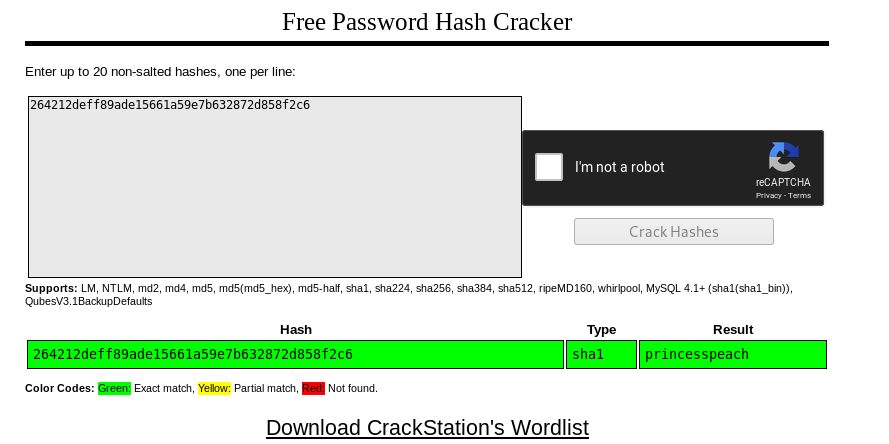 Free Password Hash Cracker
Enter up to 20 non-salted hashes, one per line:
264212deff89ade15661a59e7b632872d858f2c6
I'm not a robot
reCAPTCHA
Privacy - Terms
Crack Hashes
Supports: LM, NTLM, md2, md4, md5, md5(md5_hex), md5-half, sha1, sha224, sha256, sha384, sha512, ripeMD160, whirlpool, MySQL 4.1+ (sha1(sha1_bin)),
QubesV3.1BackupDefaults
Hash Type Result
264212deff89ade15661a59e7b632872d858f2c6 sha1 princesspeach
Color Codes: Green: Exact match, Yellow: Partial match, Red: Not found.
Download CrackStation's Wordlist